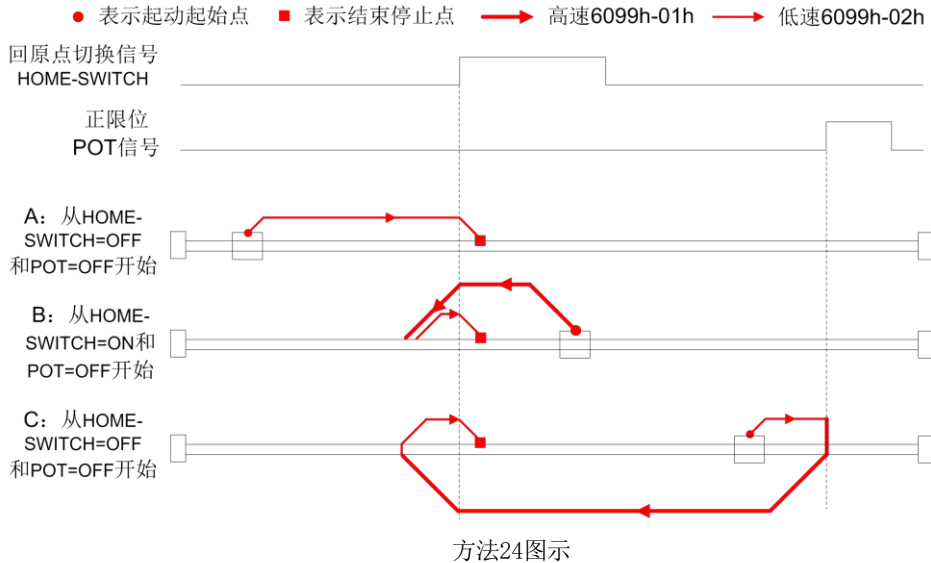 表示起动起始点 表示结束停止点 高速6099h-01h 低速6099h-02h
回原点切换信号
HOME-SWITCH
正限位
POT信号
A：从HOME-
SWITCH=OFF
和POT=OFF开始
B：从HOME-
SWITCH=ON和
POT=OFF开始
C：从HOME-
SWITCH=OFF
和POT=OFF开始
方法24图示